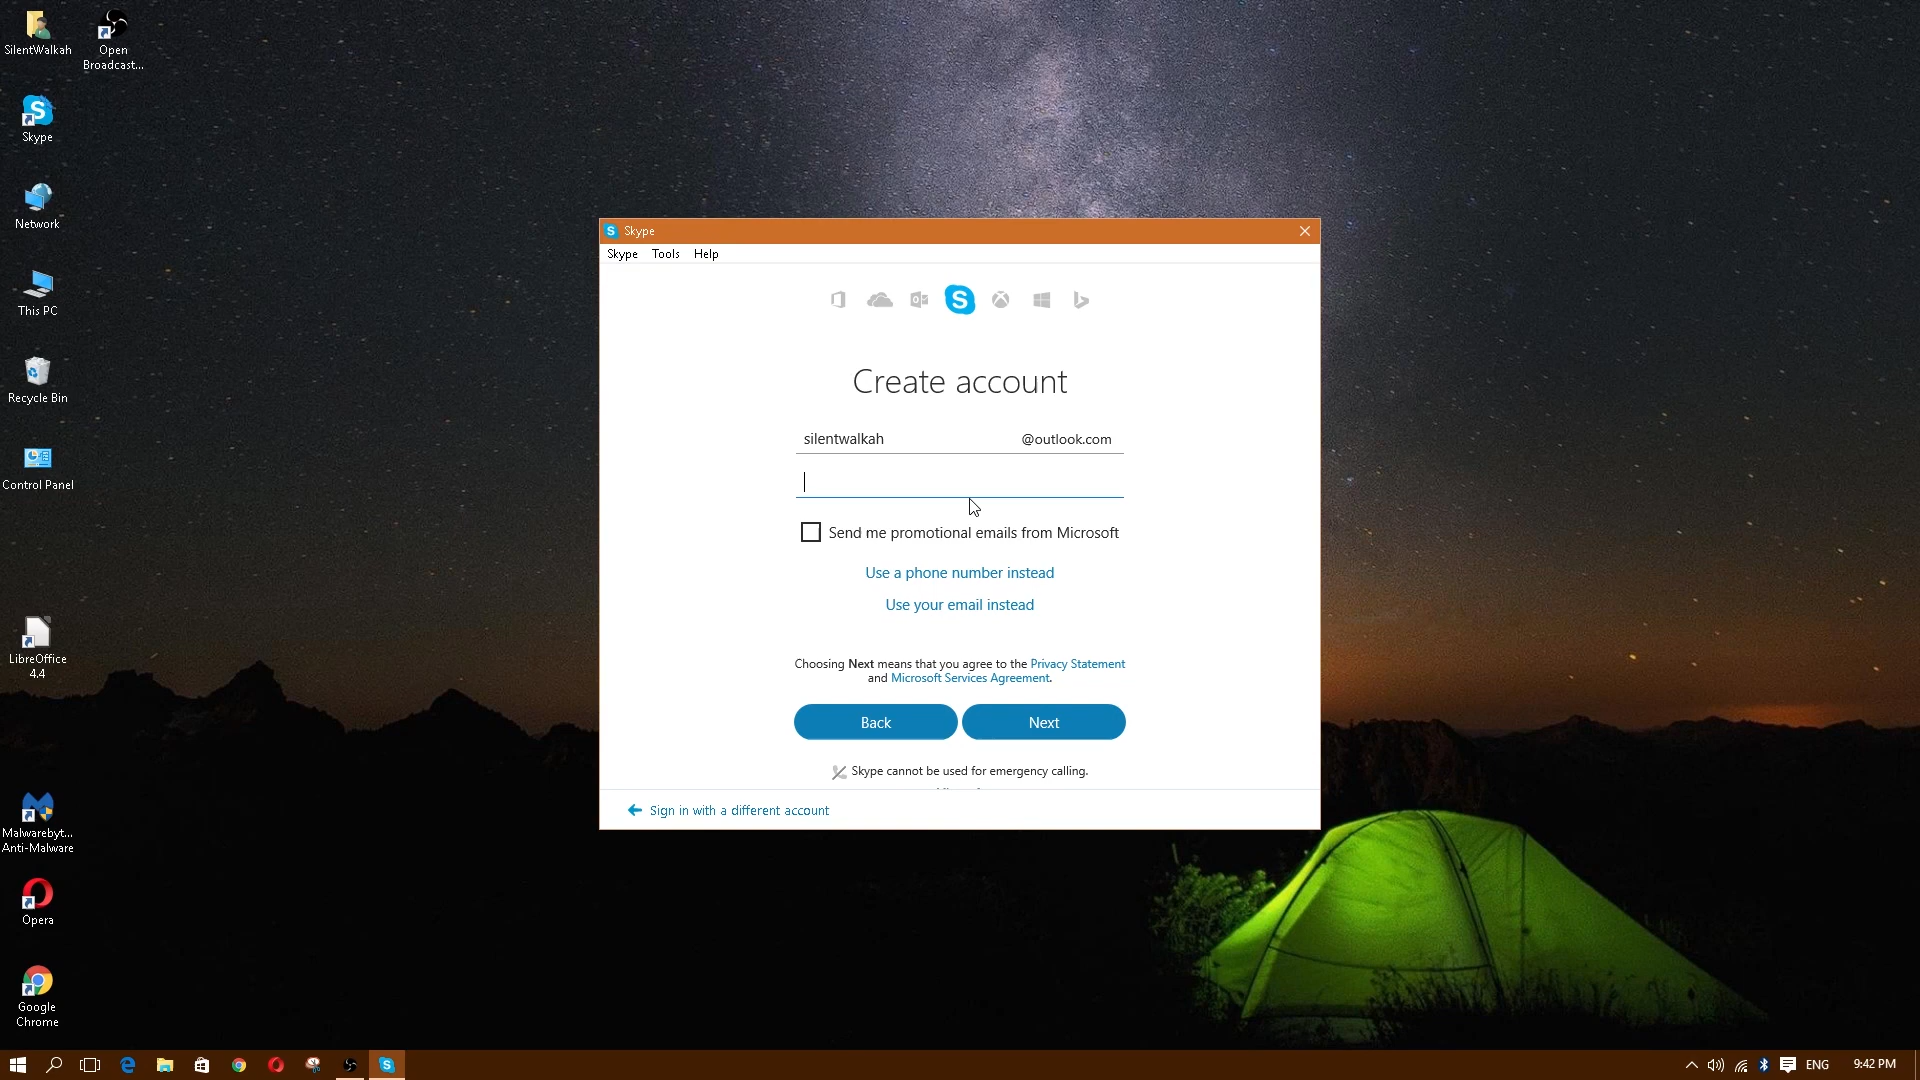 SilentWalkah
Open
Broadcast...
Skype
Network
This PC
Recycle Bin
Control Panel
LibreOffice
4.4
Malwarebyt...
Anti-Malware
Opera
Google
Chrome
Skype
Skype Tools Help
Create account
silentwalkah @outlook.com
Send me promotional emails from Microsoft
Use a phone number instead
Use your email instead
Choosing Next means that you agree to the Privacy Statement
and Microsoft Services Agreement.
Back Next
Skype cannot be used for emergency calling.
Sign in with a different account
ENG 9:42 PM